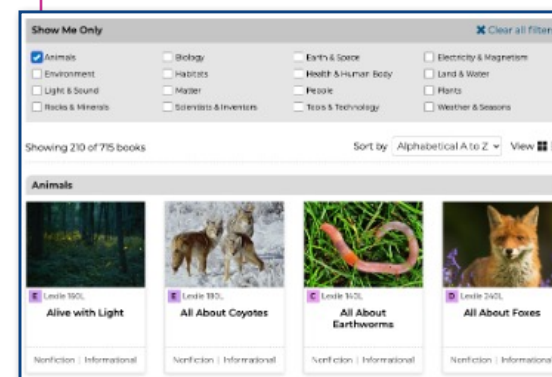 Show Me Only
Clear all filter
Animals Biology Earth & Space Electricity & Magnetism
Environment Habitats Health & Human Body Land & Water
Light & Sound Matter People Plants
Rocks & Minerals Scientists & Inventors Tools & Technology Weather & Seasons
Showing 210 of 715 books
Sort by Alphabetical A to Z View
Animals
E Lexile 160L E Lexile 190L C Lexile 140L D Lexile 240L
Alive with Light All About Coyotes All About Earthworms All About Foxes
Nonfiction | Informational Nonfiction | Informational Nonfiction | Informational Nonfiction | Informational